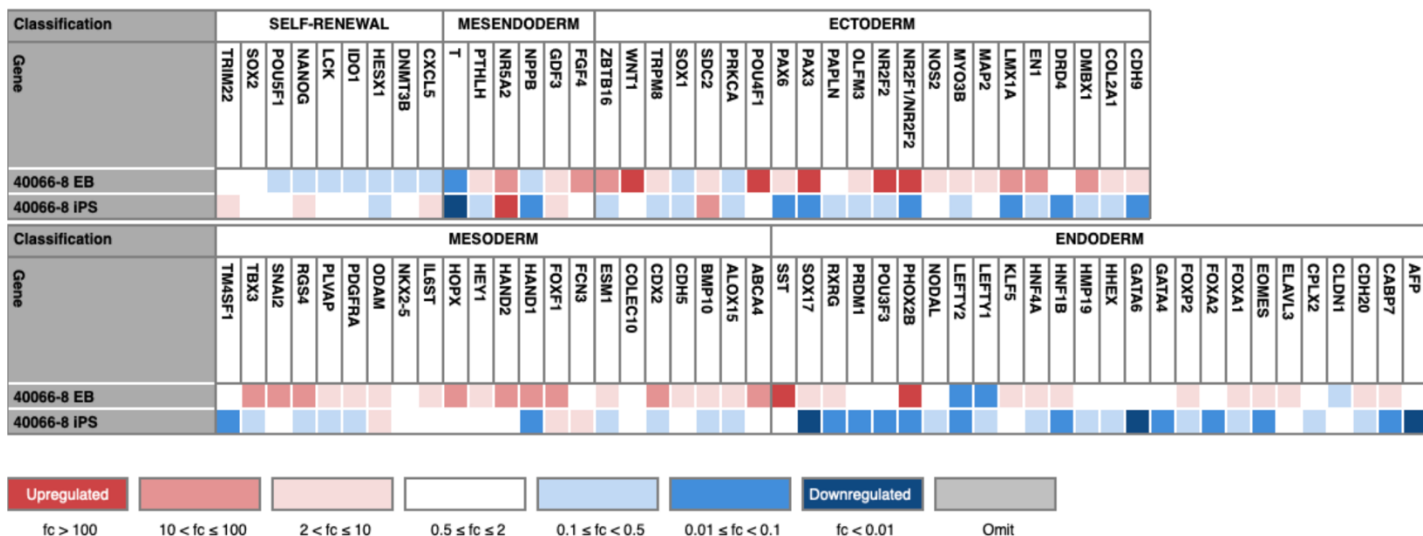 Classification SELF-RENEWAL MESENDODERM ECTODERM
Gene TRIM22 SOX2 POU5F1 NANOG LCK IDO1 HESX1 DNMT3B CXCL5 T PTHLH NR5A2 NPPB GDF3 FGF4 ZBTB16 WNT1 TRPM8 SOX1 SDC2 PRKCA POU4F1 PAX6 PAX3 PAPLN OLFM3 NR2F2 NR2F1/NR2F2 NOS2 MYO3B MAP2 LMX1A EN1 DRD4 DMBX1 COL2A1 CDH9
40066-8 EB
40066-8 iPS
Classification MESODERM ENDODERM
Gene TM4SF1 TBX3 SNAI2 RGS4 PLVAP PDGFRA ODAM NKX2-5 IL6ST HOPX HEY1 HAND2 HAND1 FOXF1 FCN3 ESM1 COLEC10 CDX2 CDH5 BMP10 ALOX15 ABCA4 SST SOX17 RXRG PRDM1 POU3F3 PHOX2B NODAL LEFTY2 LEFTY1 KLF5 HNF4A HNF1B HMP19 HHEX GATA6 GATA4 FOXP2 FOXA2 FOXA1 EOMES ELAVL3 CPLX2 CLDN1 CDH20 CABP7 AFP
40066-8 EB
40066-8 iPS
Upregulated Downregulated
fc > 100 10 < fc ≤ 100 2 < fc ≤ 10 0.5 ≤ fc ≤ 2 0.1 ≤ fc < 0.5 0.01 ≤ fc < 0.1 fc < 0.01 Omit